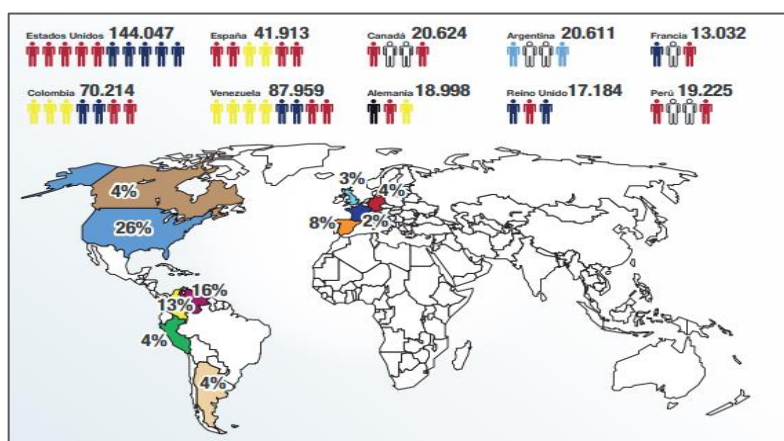 Estados Unidos 144.047
España 41.913
Canadá 20.624
Argentina 20.611
Francia 13.032
Colombia 70.214
Venezuela 87.959
Alemania 18.998
Reino Unido 17.184
Perú 19.225
3%
4%
4%
26%
8%
2%
16%
13%
4%
4%